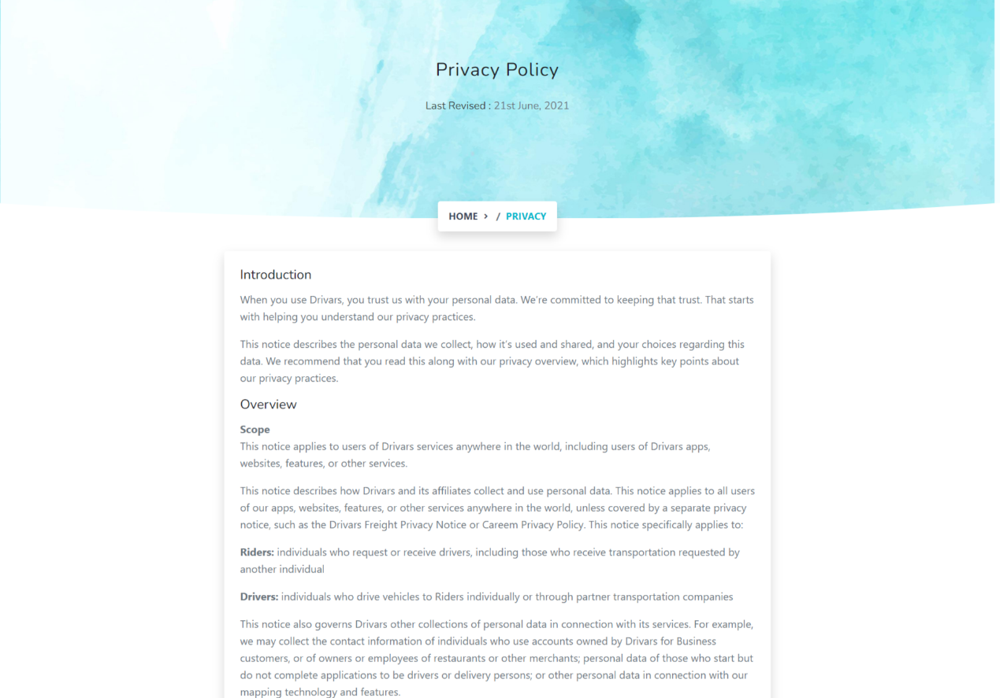 Privacy Policy
Last Revised : 21st June, 2021
HOME > / PRIVACY
Introduction
When you use Drivars, you trust us with your personal data. We’re committed to keeping that trust. That starts
with helping you understand our privacy practices.
This notice describes the personal data we collect, how it’s used and shared, and your choices regarding this
data. We recommend that you read this along with our privacy overview, which highlights key points about
our privacy practices.
Overview
Scope
This notice applies to users of Drivars services anywhere in the world, including users of Drivars apps,
websites, features, or other services.
This notice describes how Drivars and its affiliates collect and use personal data. This notice applies to all users
of our apps, websites, features, or other services anywhere in the world, unless covered by a separate privacy
notice, such as the Drivars Freight Privacy Notice or Careem Privacy Policy. This notice specifically applies to:
Riders: individuals who request or receive drivers, including those who receive transportation requested by
another individual
Drivers: individuals who drive vehicles to Riders individually or through partner transportation companies
This notice also governs Drivars other collections of personal data in connection with its services. For example,
we may collect the contact information of individuals who use accounts owned by Drivars for Business
customers, or of owners or employees of restaurants or other merchants; personal data of those who start but
do not complete applications to be drivers or delivery persons; or other personal data in connection with our
mapping technology and features.